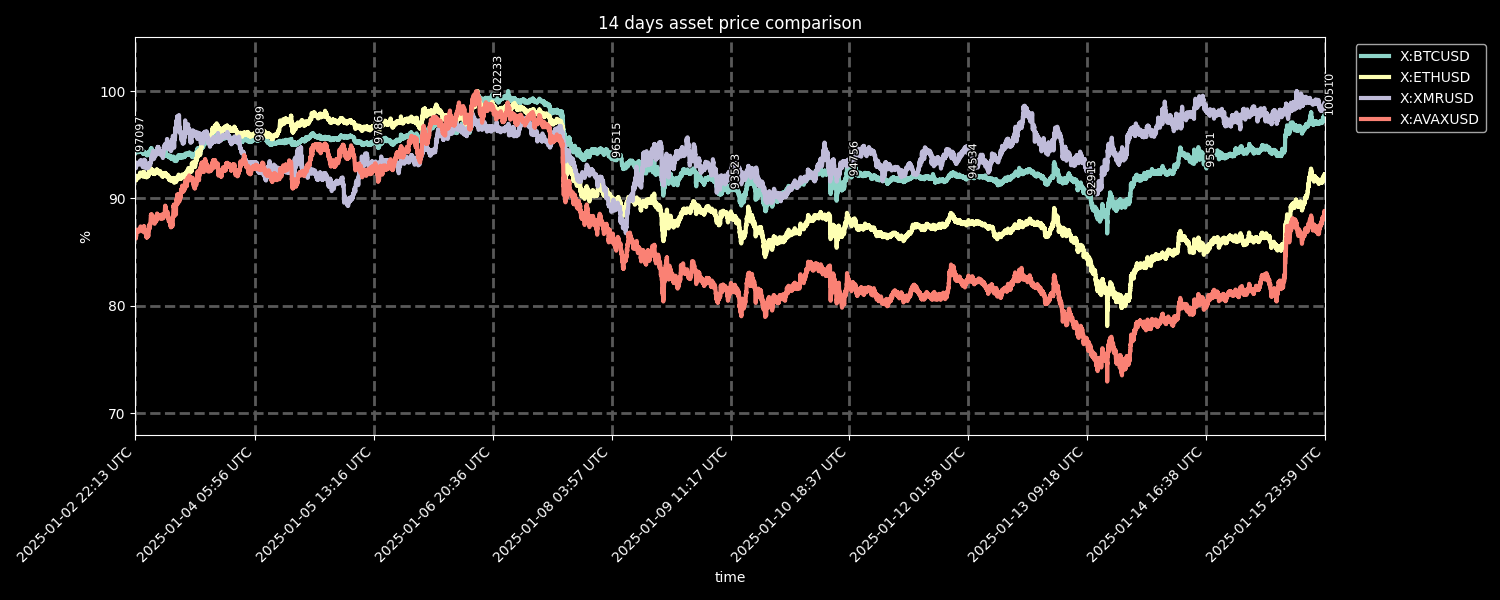 14 days asset price comparison
X:BTCUSD
X:ETHUSD
X:XMRUSD
X:AVAXUSD
%
100
90
80
70
97097
98099
97861
102233
96515
93523
94756
94534
92913
95581
100510
2025-01-02 22:13 UTC
2025-01-04 05:56 UTC
2025-01-05 13:16 UTC
2025-01-06 20:36 UTC
2025-01-08 03:57 UTC
2025-01-09 11:17 UTC
2025-01-10 18:37 UTC
2025-01-12 01:58 UTC
2025-01-13 09:18 UTC
2025-01-14 16:38 UTC
2025-01-15 23:59 UTC
time